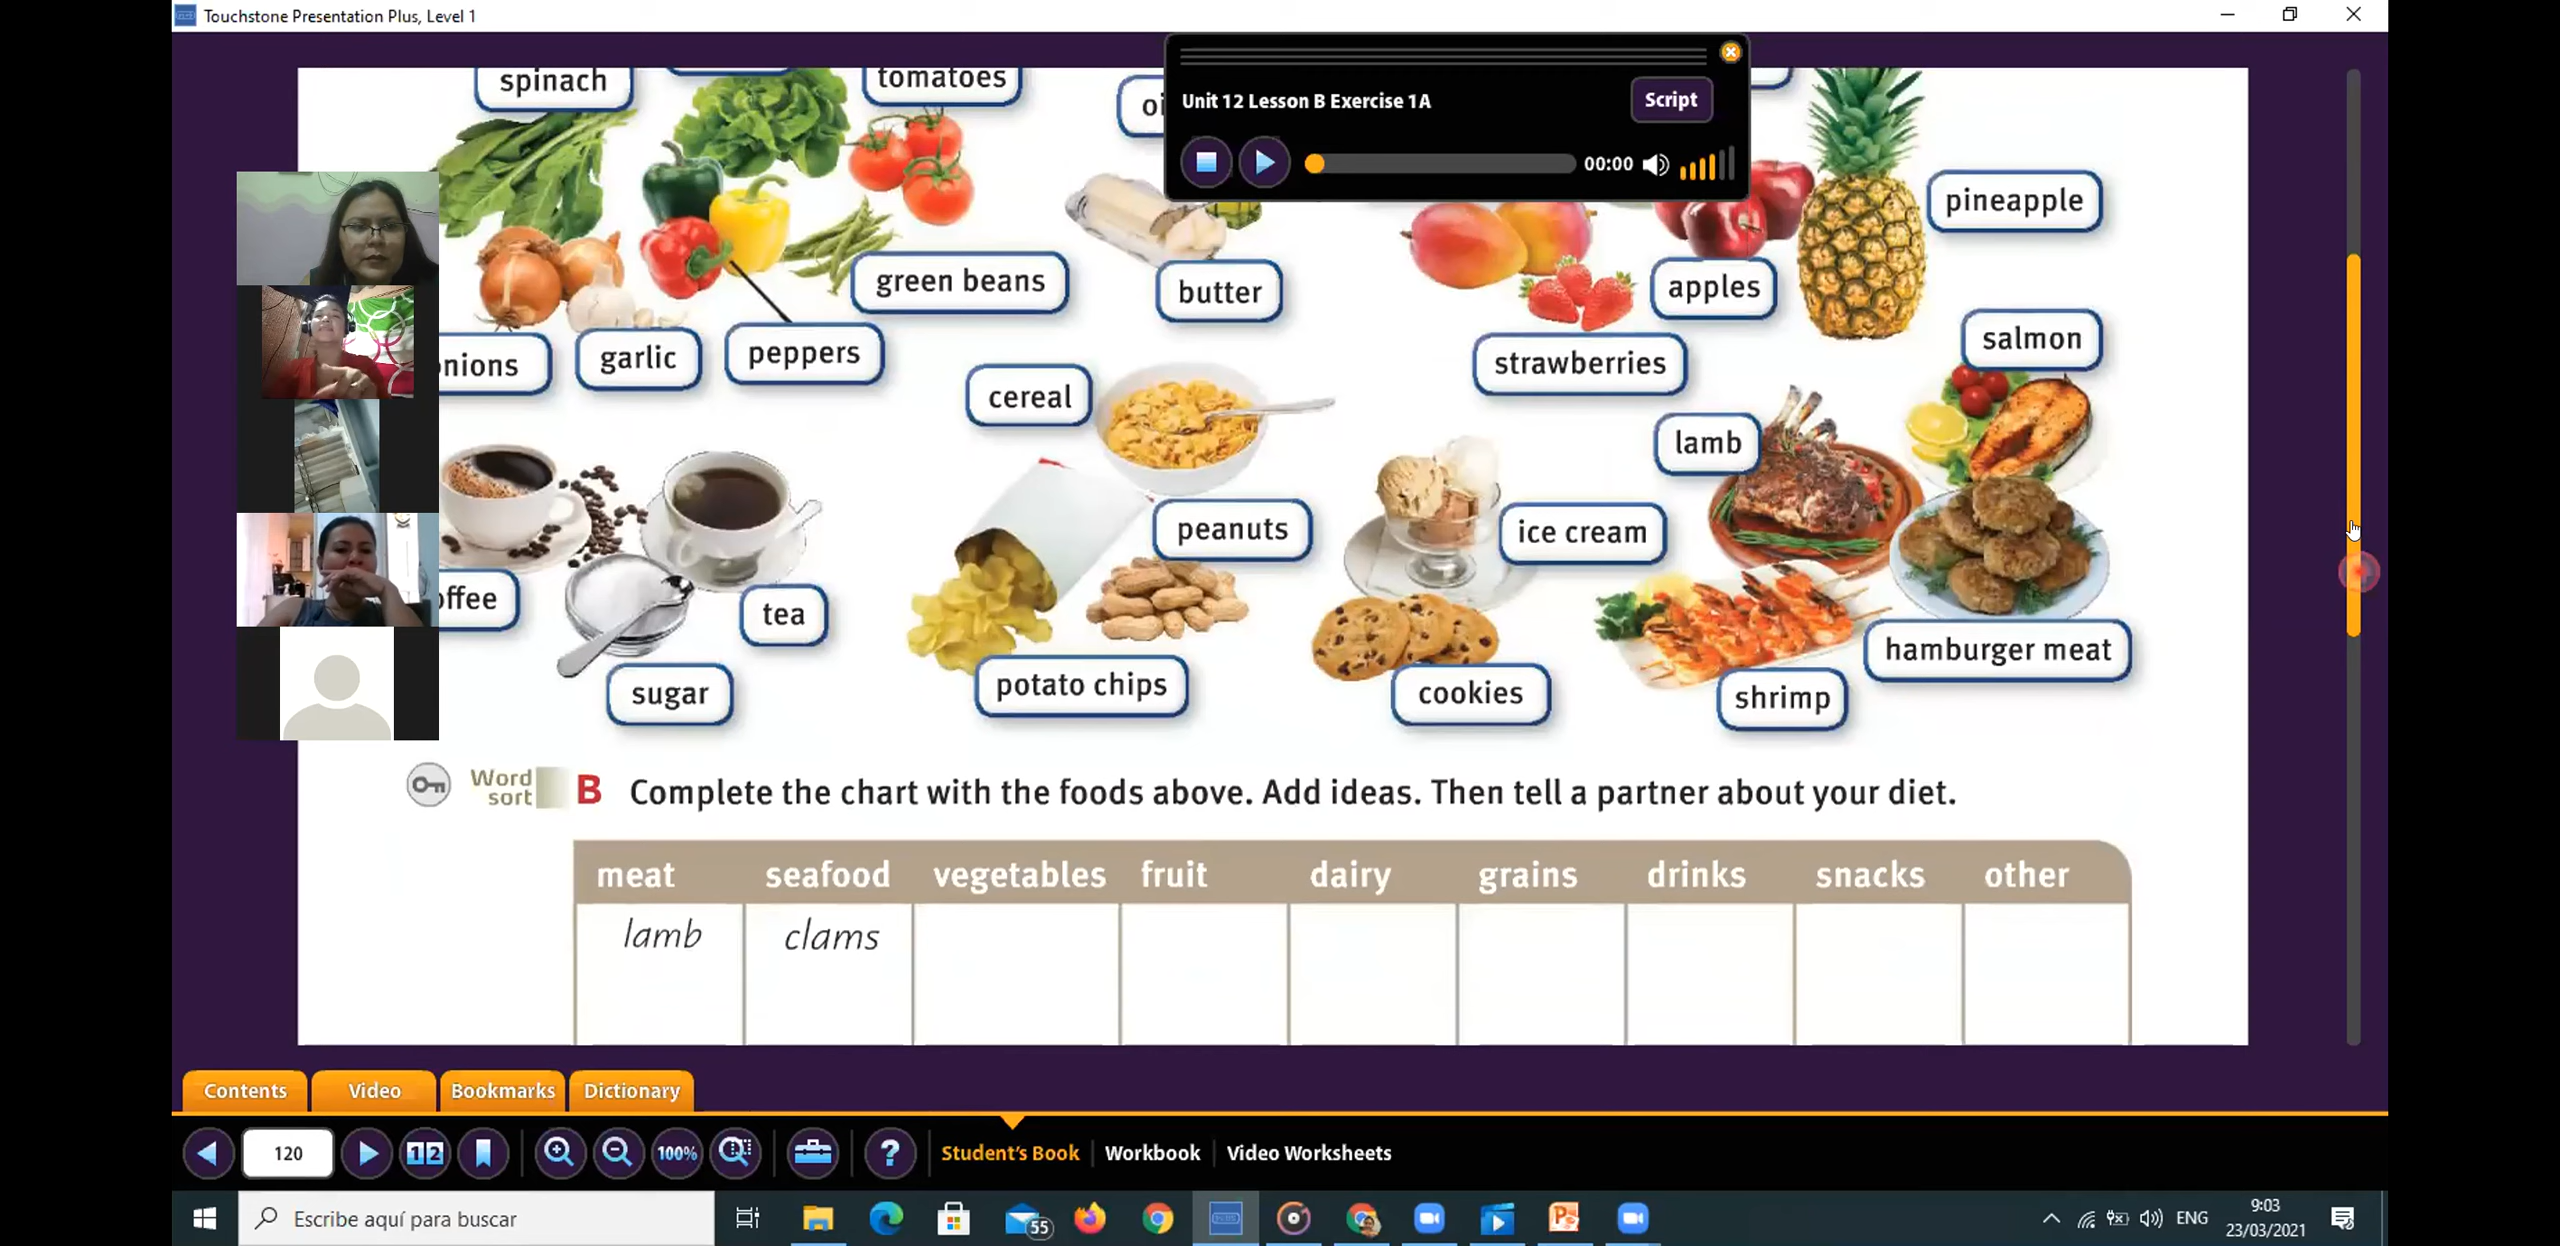 Touchstone Presentation Plus, Level 1
spinach
tomatoes
Unit 12 Lesson B Exercise 1A
Script
00:00
pineapple
green beans
butter
apples
salmon
garlic
peppers
strawberries
cereal
lamb
peanuts
ice cream
tea
sugar
potato chips
cookies
hamburger meat
shrimp
Word sort B Complete the chart with the foods above. Add ideas. Then tell a partner about your diet.
meat seafood vegetables fruit dairy grains drinks snacks other
lamb clams
Contents Video Bookmarks Dictionary
120 12 100% ? Student's Book Workbook Video Worksheets
Escribe aquí para buscar 55 ENG 9:03
23/03/2021